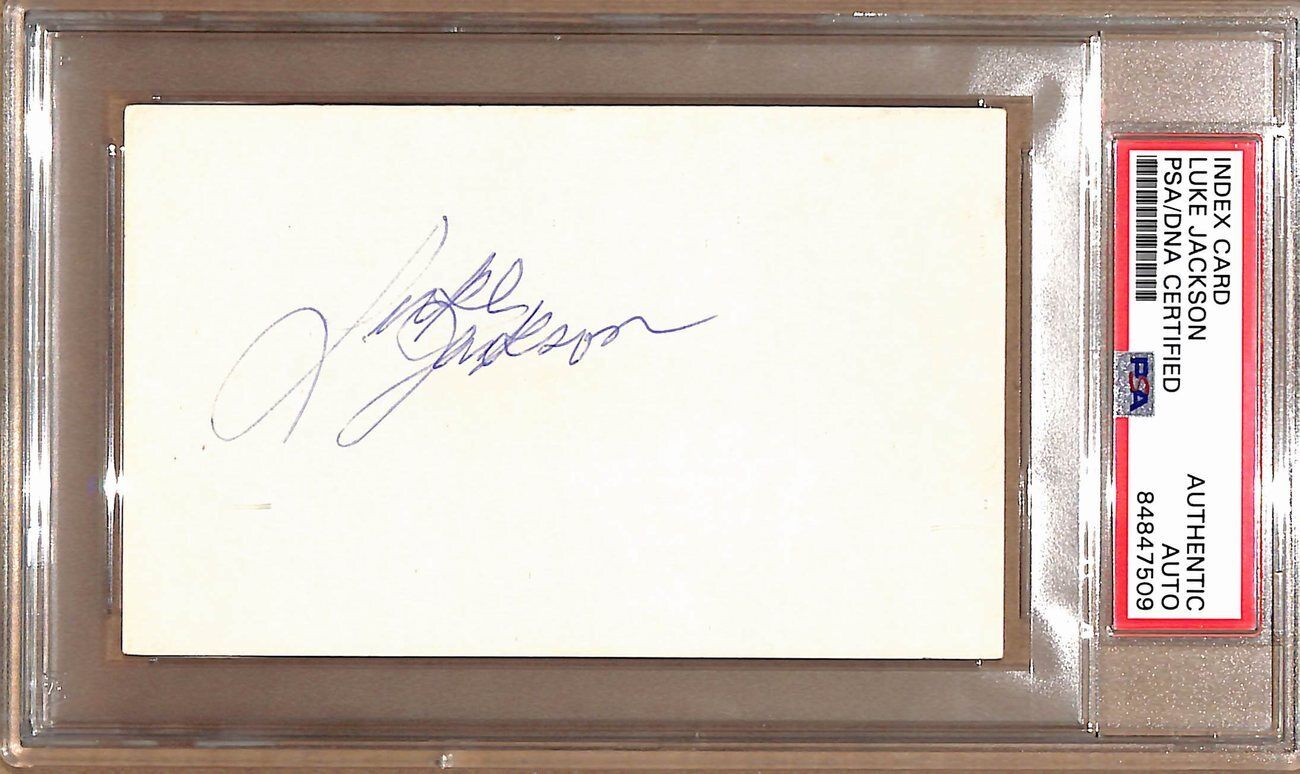 Luke
Jackson
INDEX CARD
LUKE JACKSON
PSA/DNA CERTIFIED
PSA
AUTHENTIC
AUTO
84847509